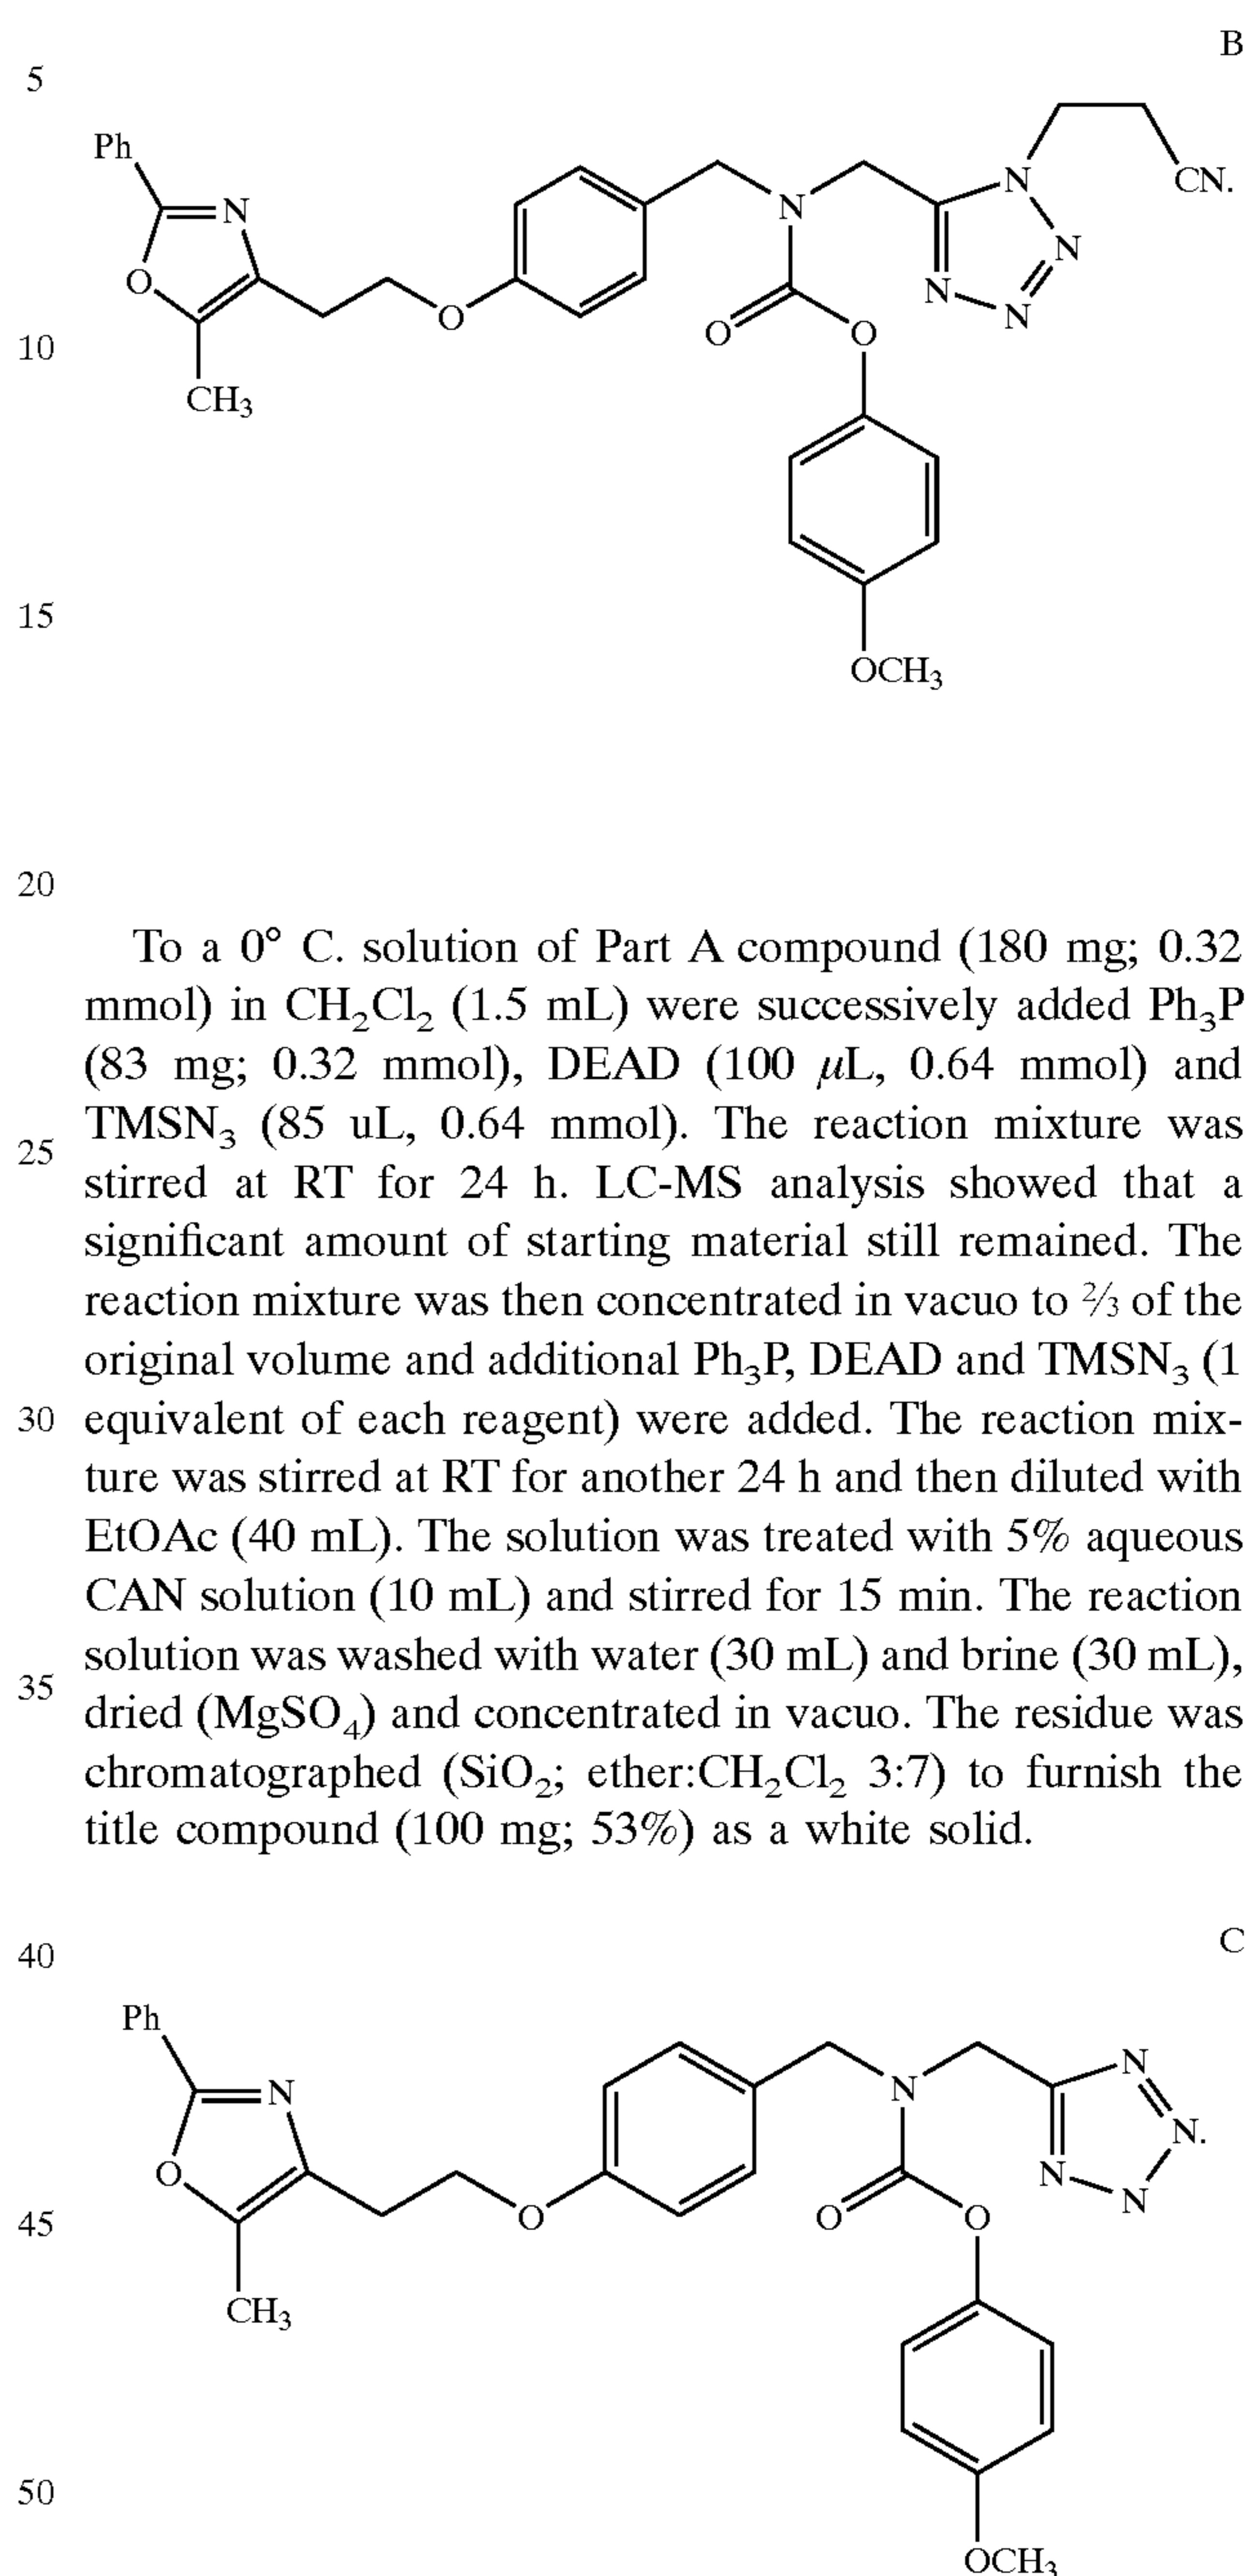 B
5
Ph
N
O
CH3
O
N
O
O
N
N
N
N
CN.
10
OCH3
15
20
To a 0° C. solution of Part A compound (180 mg; 0.32
mmol) in CH2Cl2 (1.5 mL) were successively added Ph3P
(83 mg; 0.32 mmol), DEAD (100 μL, 0.64 mmol) and
TMSN3 (85 uL, 0.64 mmol). The reaction mixture was
25
stirred at RT for 24 h. LC-MS analysis showed that a
significant amount of starting material still remained. The
reaction mixture was then concentrated in vacuo to ⅔ of the
original volume and additional Ph3P, DEAD and TMSN3 (1
30 equivalent of each reagent) were added. The reaction mix-
ture was stirred at RT for another 24 h and then diluted with
EtOAc (40 mL). The solution was treated with 5% aqueous
CAN solution (10 mL) and stirred for 15 min. The reaction
solution was washed with water (30 mL) and brine (30 mL),
35
dried (MgSO4) and concentrated in vacuo. The residue was
chromatographed (SiO2; ether:CH2Cl2 3:7) to furnish the
title compound (100 mg; 53%) as a white solid.
40
C
Ph
N
O
CH3
O
N
O
O
N
N.
N
N
45
50
OCH3